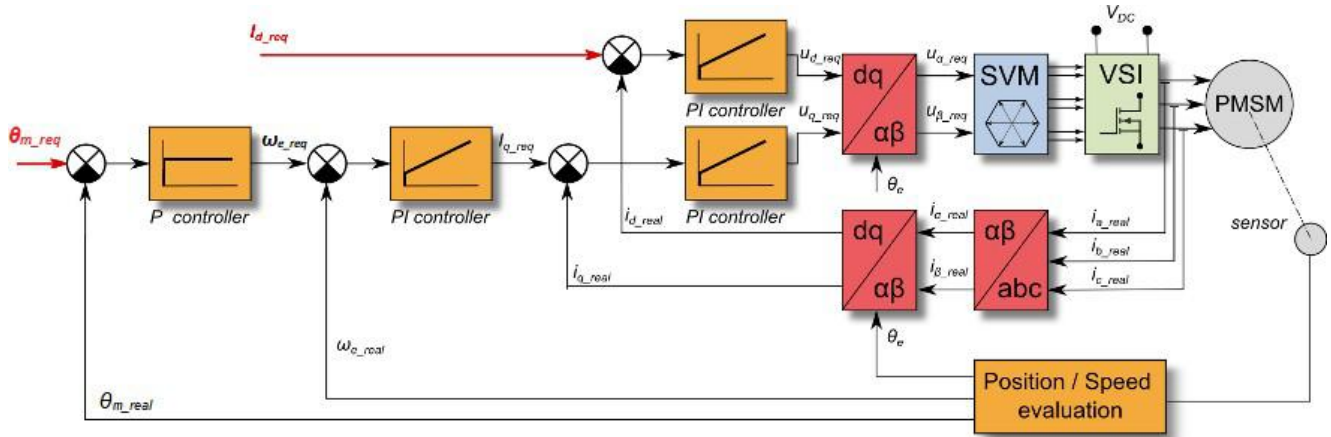 I_d_req
V_DC
PI controller
u_d_req
dq
αβ
u_α_req
SVM
VSI
PMSM
θ_m_req
P controller
ω_e_req
PI controller
I_q_req
PI controller
u_q_req
u_β_req
θ_e
i_d_real
dq
αβ
i_α_real
αβ
abc
i_a_real
sensor
i_q_real
i_β_real
i_b_real
i_c_real
θ_e
ω_e_real
θ_m_real
Position / Speed
evaluation